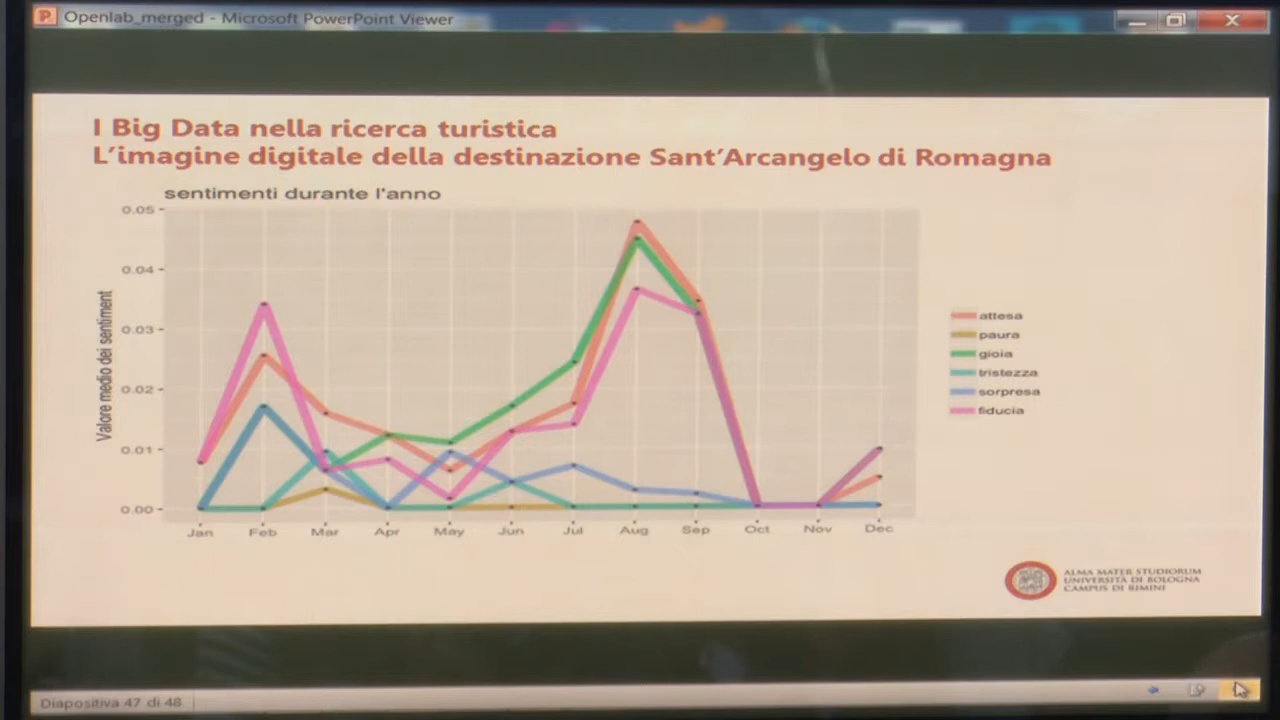 Openlab_merged - Microsoft PowerPoint Viewer
I Big Data nella ricerca turistica
L'imagine digitale della destinazione Sant'Arcangelo di Romagna
sentimenti durante l'anno
Valore medio dei sentiment
0.05
0.04
0.03
0.02
0.01
0.00
Jan Feb Mar Apr May Jun Jul Aug Sep Oct Nov Dec
attesa
paura
gioia
tristezza
sorpresa
fiducia
ALMA MATER STUDIORUM
UNIVERSITÀ DI BOLOGNA
CAMPUS DI RIMINI
Diapositiva 47 di 48